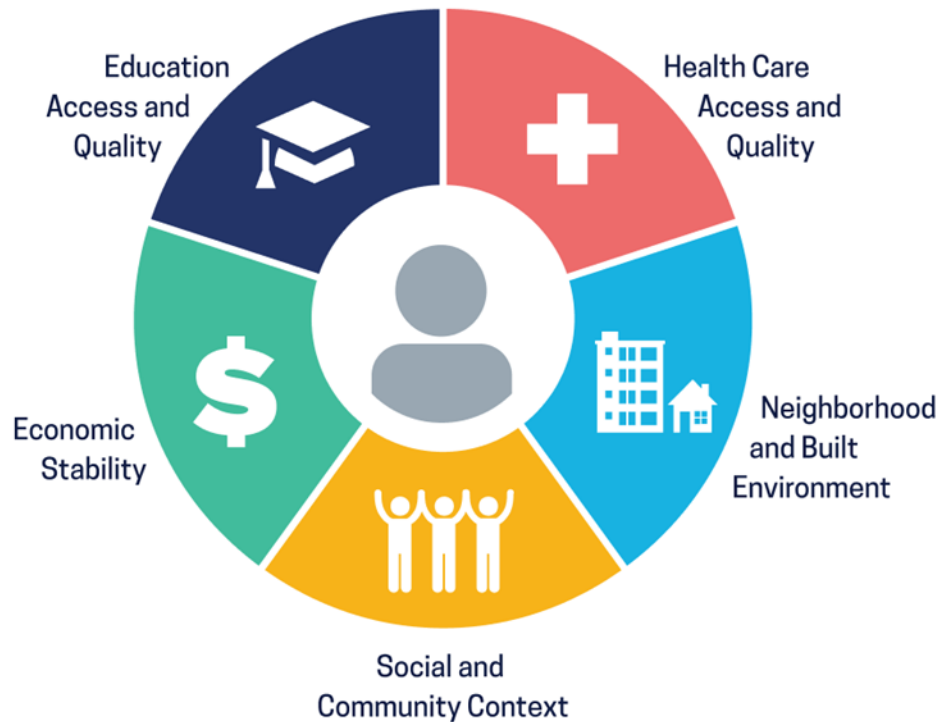 Education
Access and
Quality
Health Care
Access and
Quality
Economic
Stability
Neighborhood
and Built
Environment
Social and
Community Context